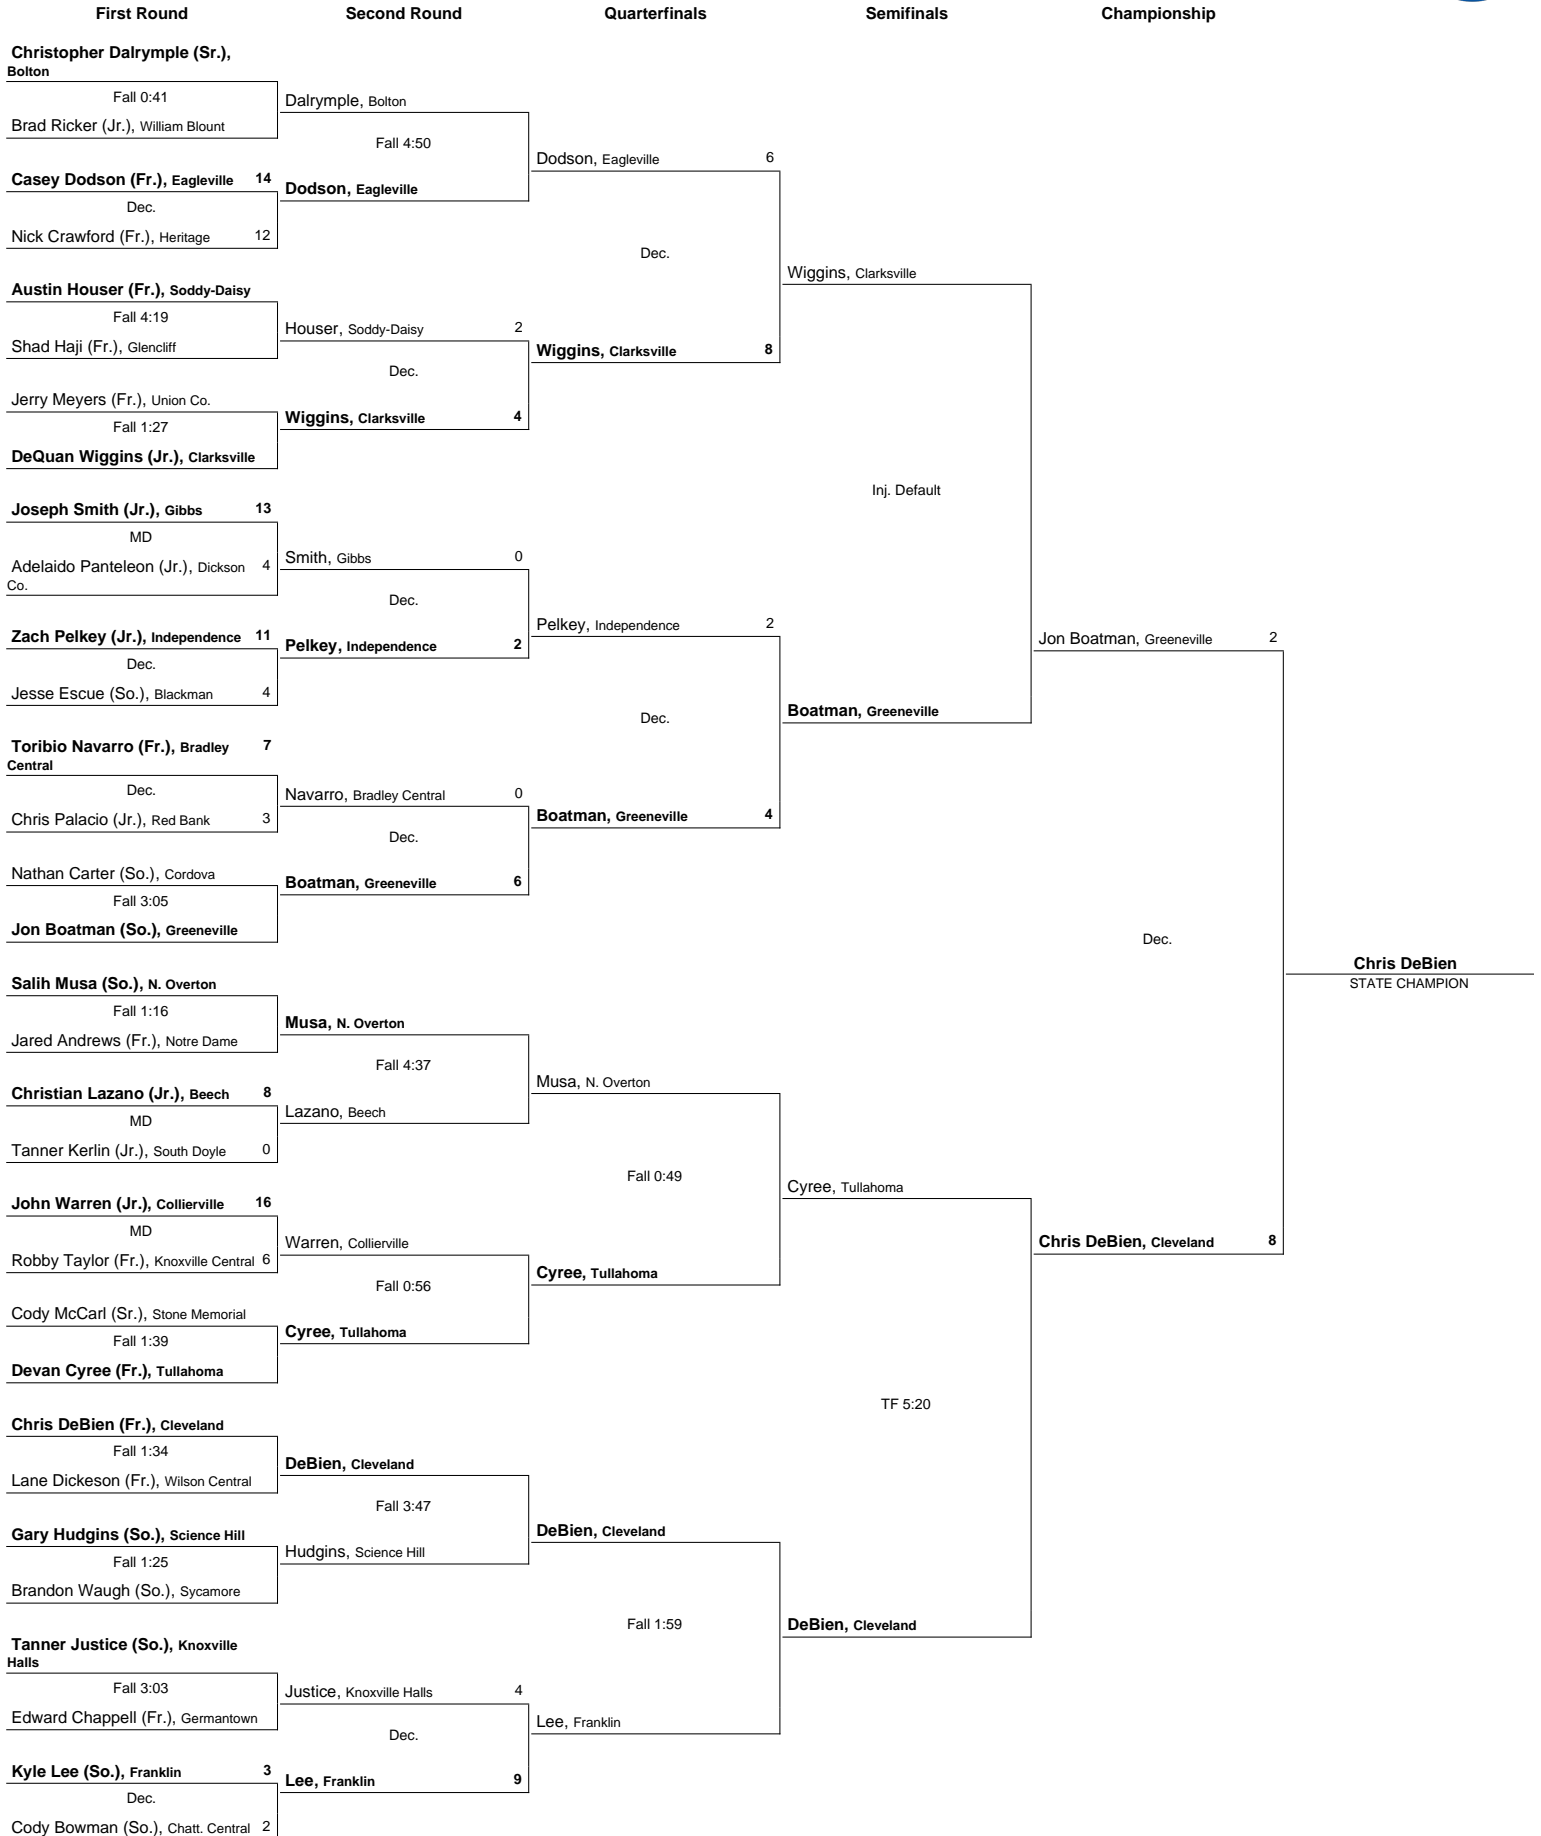 First Round
Second Round
Quarterfinals
Semifinals
Championship
Christopher Dalrymple (Sr.),
Bolton
Fall 0:41
Brad Ricker (Jr.), William Blount
Casey Dodson (Fr.), Eagleville 14
Dec.
Nick Crawford (Fr.), Heritage 12
Austin Houser (Fr.), Soddy-Daisy
Fall 4:19
Shad Haji (Fr.), Glencliff
Jerry Meyers (Fr.), Union Co.
Fall 1:27
DeQuan Wiggins (Jr.), Clarksville
Joseph Smith (Jr.), Gibbs 13
MD
Adelaido Panteleon (Jr.), Dickson 4
Co.
Zach Pelkey (Jr.), Independence 11
Dec.
Jesse Escue (So.), Blackman 4
Toribio Navarro (Fr.), Bradley 7
Central
Dec.
Chris Palacio (Jr.), Red Bank 3
Nathan Carter (So.), Cordova
Fall 3:05
Jon Boatman (So.), Greeneville
Salih Musa (So.), N. Overton
Fall 1:16
Jared Andrews (Fr.), Notre Dame
Christian Lazano (Jr.), Beech 8
MD
Tanner Kerlin (Jr.), South Doyle 0
John Warren (Jr.), Collierville 16
MD
Robby Taylor (Fr.), Knoxville Central 6
Cody McCarl (Sr.), Stone Memorial
Fall 1:39
Devan Cyree (Fr.), Tullahoma
Chris DeBien (Fr.), Cleveland
Fall 1:34
Lane Dickeson (Fr.), Wilson Central
Gary Hudgins (So.), Science Hill
Fall 1:25
Brandon Waugh (So.), Sycamore
Tanner Justice (So.), Knoxville
Halls
Fall 3:03
Edward Chappell (Fr.), Germantown
Kyle Lee (So.), Franklin 3
Dec.
Cody Bowman (So.), Chatt. Central 2
Dalrymple, Bolton
Fall 4:50
Dodson, Eagleville
Houser, Soddy-Daisy 2
Dec.
Wiggins, Clarksville 4
Smith, Gibbs 0
Dec.
Pelkey, Independence 2
Navarro, Bradley Central 0
Dec.
Boatman, Greeneville 6
Musa, N. Overton
Fall 4:37
Lazano, Beech
Warren, Collierville
Fall 0:56
Cyree, Tullahoma
DeBien, Cleveland
Fall 3:47
Hudgins, Science Hill
Justice, Knoxville Halls 4
Dec.
Lee, Franklin 9
Dodson, Eagleville 6
Dec.
Wiggins, Clarksville 8
Pelkey, Independence 2
Dec.
Boatman, Greeneville 4
Musa, N. Overton
Fall 0:49
Cyree, Tullahoma
DeBien, Cleveland
Fall 1:59
Lee, Franklin
Wiggins, Clarksville
Inj. Default
Boatman, Greeneville
Cyree, Tullahoma
TF 5:20
DeBien, Cleveland
Jon Boatman, Greeneville 2
Dec.
Chris DeBien, Cleveland 8
Chris DeBien
STATE CHAMPION